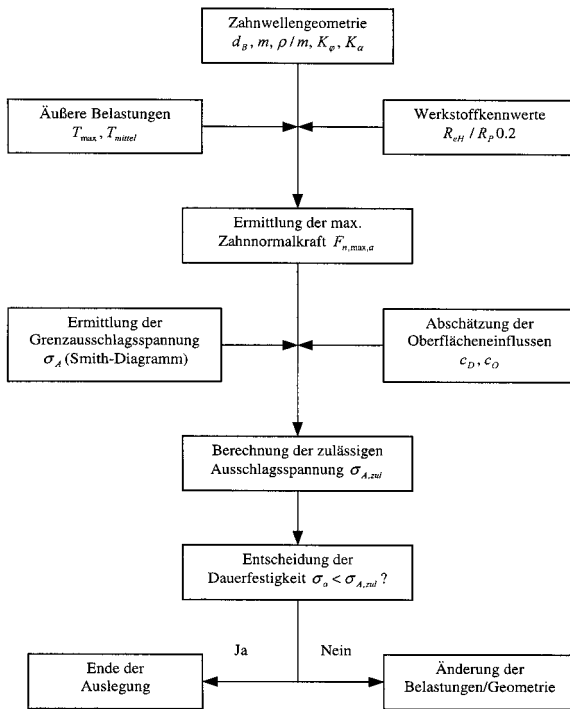 Zahnwellengeometrie
d_B, m, ρ/m, K_φ, K_α
Äußere Belastungen
T_max, T_mittel
Werkstoffkennwerte
R_eH / R_P 0.2
Ermittlung der max.
Zahnnormalkraft F_n,max,a
Ermittlung der
Grenzausschlagsspannung
σ_A (Smith-Diagramm)
Abschätzung der
Oberflächeneinflussen
c_D, c_O
Berechnung der zulässigen
Ausschlagsspannung σ_A,zul
Entscheidung der
Dauerfestigkeit σ_a < σ_A,zul ?
Ja
Nein
Ende der
Auslegung
Änderung der
Belastungen/Geometrie